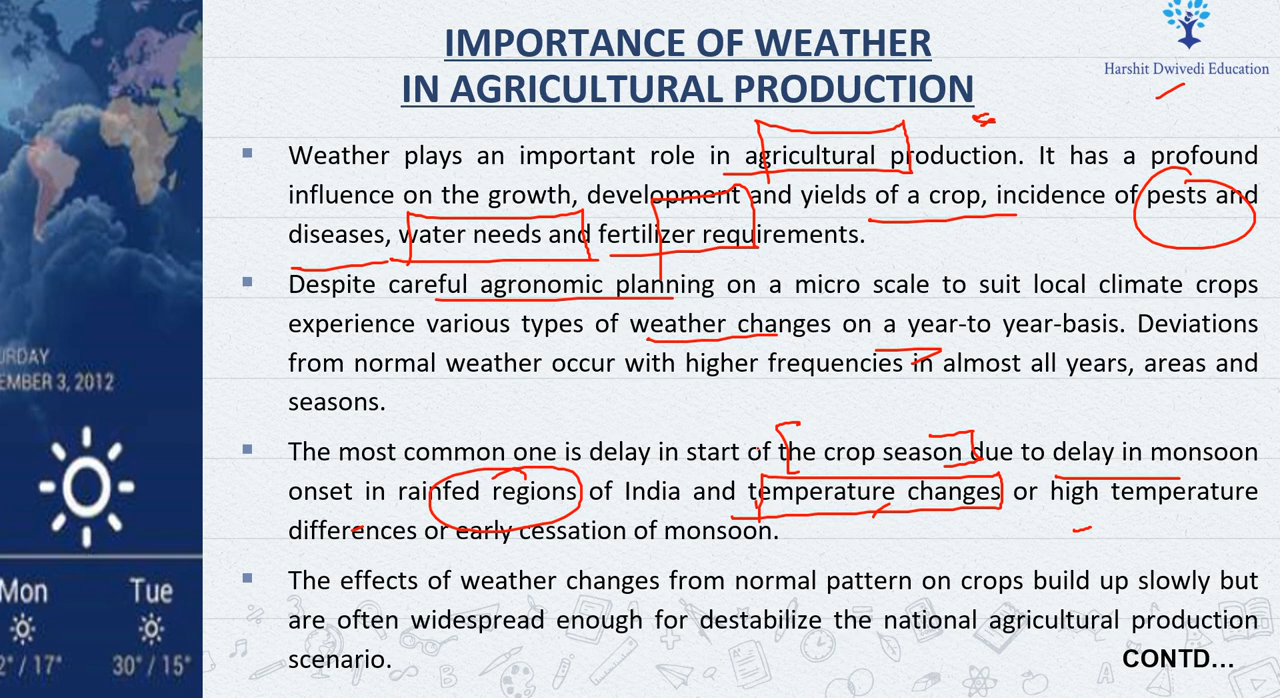 IMPORTANCE OF WEATHER
IN AGRICULTURAL PRODUCTION
Harshit Dwivedi Education
Weather plays an important role in agricultural production. It has a profound
influence on the growth, development and yields of a crop, incidence of pests and
diseases, water needs and fertilizer requirements.
Despite careful agronomic planning on a micro scale to suit local climate crops
experience various types of weather changes on a year-to year-basis. Deviations
from normal weather occur with higher frequencies in almost all years, areas and
seasons.
The most common one is delay in start of the crop season due to delay in monsoon
onset in rainfed regions of India and temperature changes or high temperature
differences or early cessation of monsoon.
The effects of weather changes from normal pattern on crops build up slowly but
are often widespread enough for destabilize the national agricultural production
scenario.
CONTD...
URDAY
EMBER 3, 2012
Mon
Tue
2° / 17°
30° / 15°